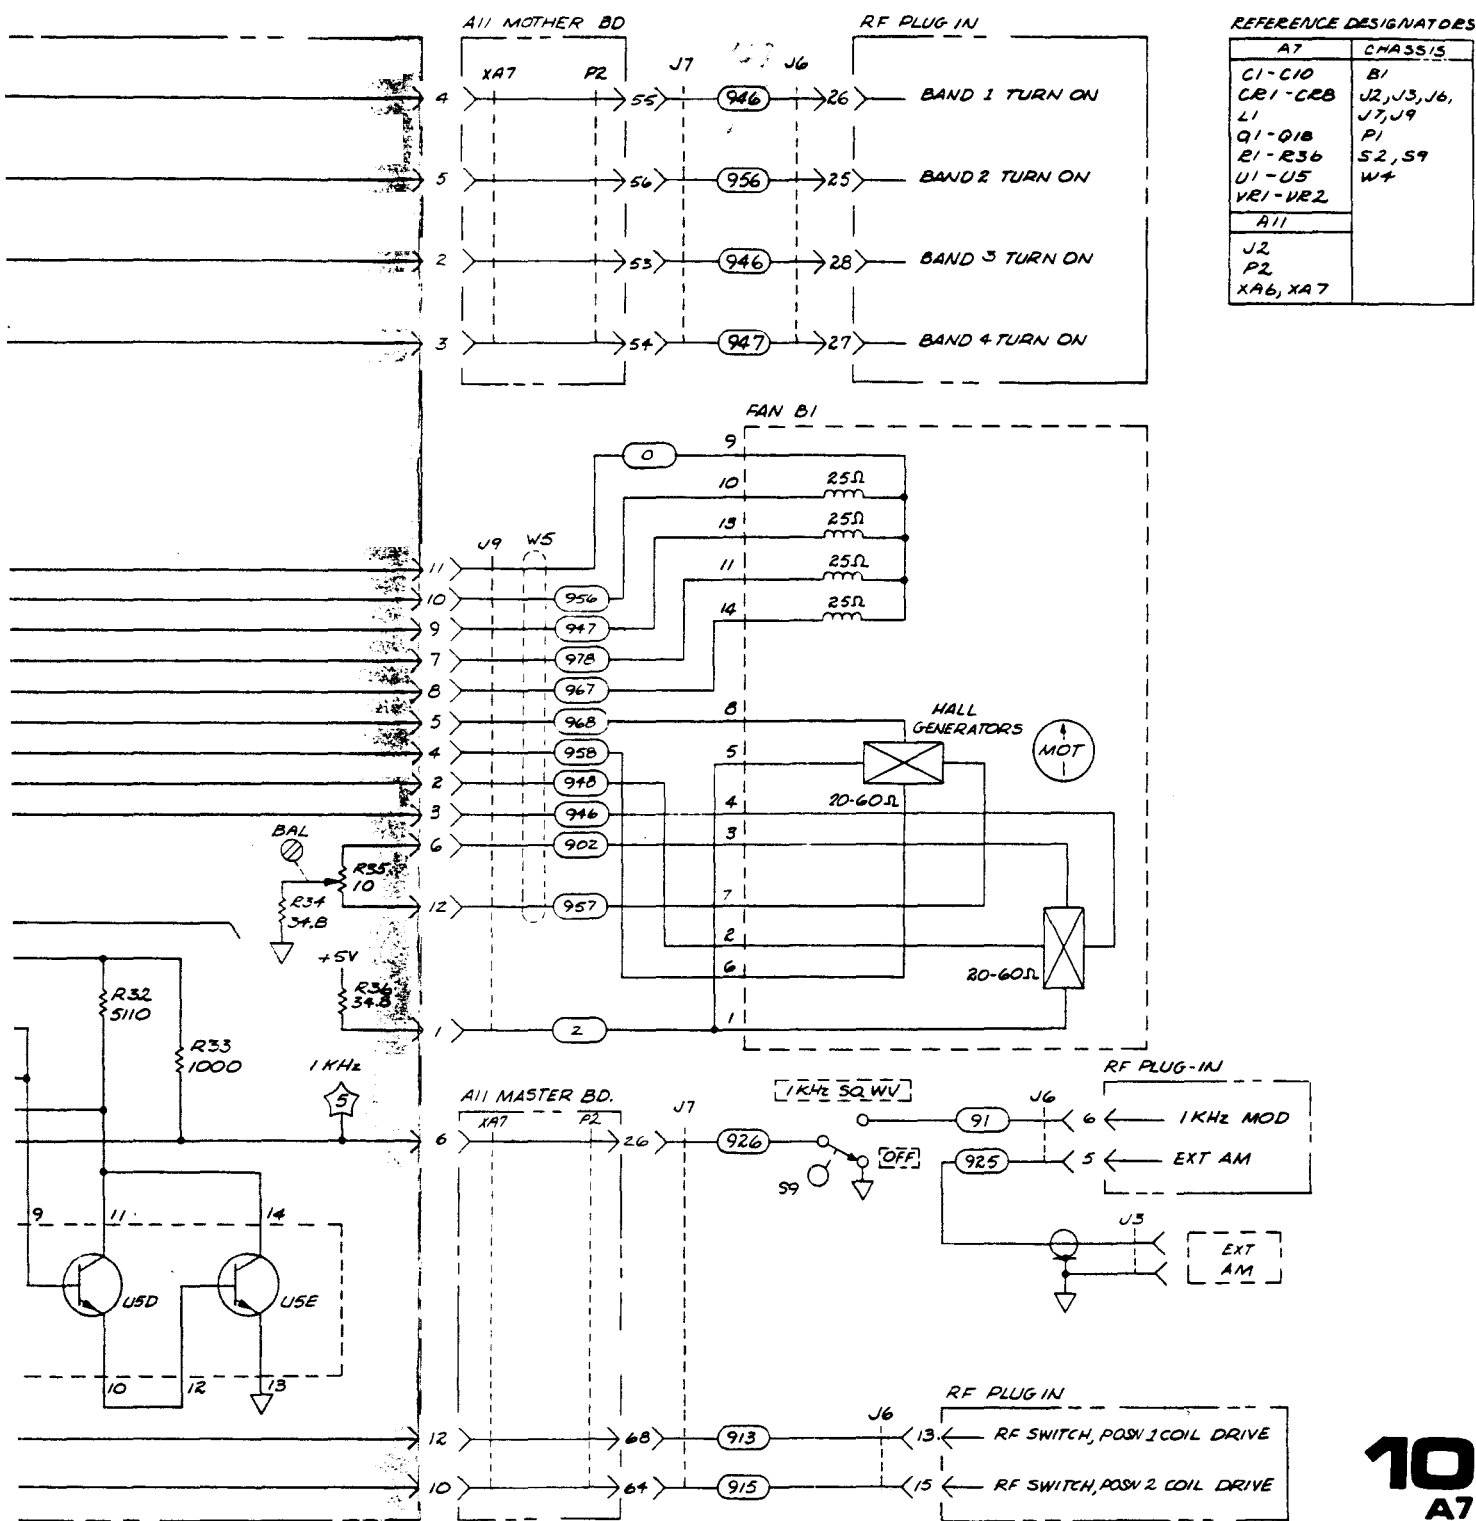 A11 MOTHER BD
RF PLUG IN
REFERENCE DESIGNATORS
A7 CHASSIS
C1-C10 B1
CR1-CR8 J2, J3, J6,
L1 J7, J9
Q1-Q18 P1
R1-R36 S2, S9
U1-U5 W4
VR1-VR2
A11
J2
P2
XA6, XA7
XA7 P2 J7 J6
4 55 946 26 BAND 1 TURN ON
5 56 956 25 BAND 2 TURN ON
2 53 946 28 BAND 3 TURN ON
3 54 947 27 BAND 4 TURN ON
FAN B1
0 9
10 25Ω
13 25Ω
11 25Ω
14 25Ω
J9 W5
11
10 956
9 947
7 978
8 967
5 968 8
4 958 5
2 948
3 946 4
6 902 3
12 957 7
2
6
1 2 1
HALL
GENERATORS
MOT
20-60Ω
20-60Ω
BAL
R35
10
R34
34.8
+5V
R36
34.8
R32
5110
R33
1000
1 KHz
5
A11 MASTER BD.
XA7 P2 J7
1 KHz SQ WV
RF PLUG-IN
J6
91 6 1 KHz MOD
6 26 926
OFF
925 5 EXT AM
S9
J3
EXT
AM
9 11 14
U5D U5E
10 12 13
RF PLUG IN
J6
12 68 913 13 RF SWITCH, POSN 1 COIL DRIVE
10 64 915 15 RF SWITCH, POSN 2 COIL DRIVE
10
A7